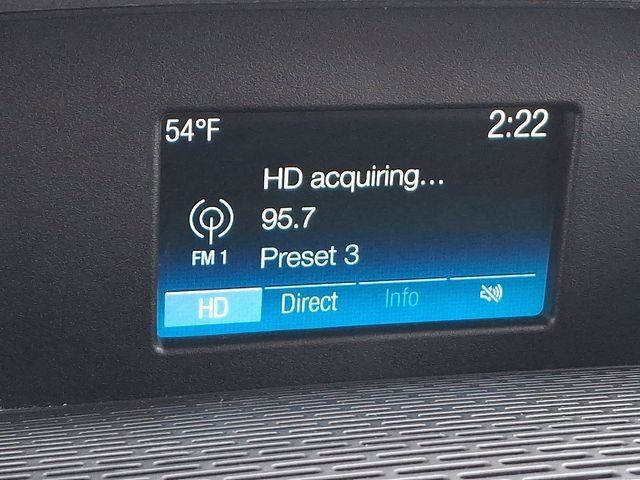 54°F 2:22
HD acquiring...
95.7
FM 1 Preset 3
HD Direct Info